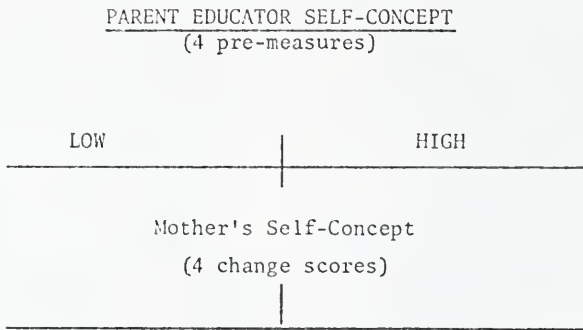 PARENT EDUCATOR SELF-CONCEPT
(4 pre-measures)
LOW HIGH
Mother's Self-Concept
(4 change scores)